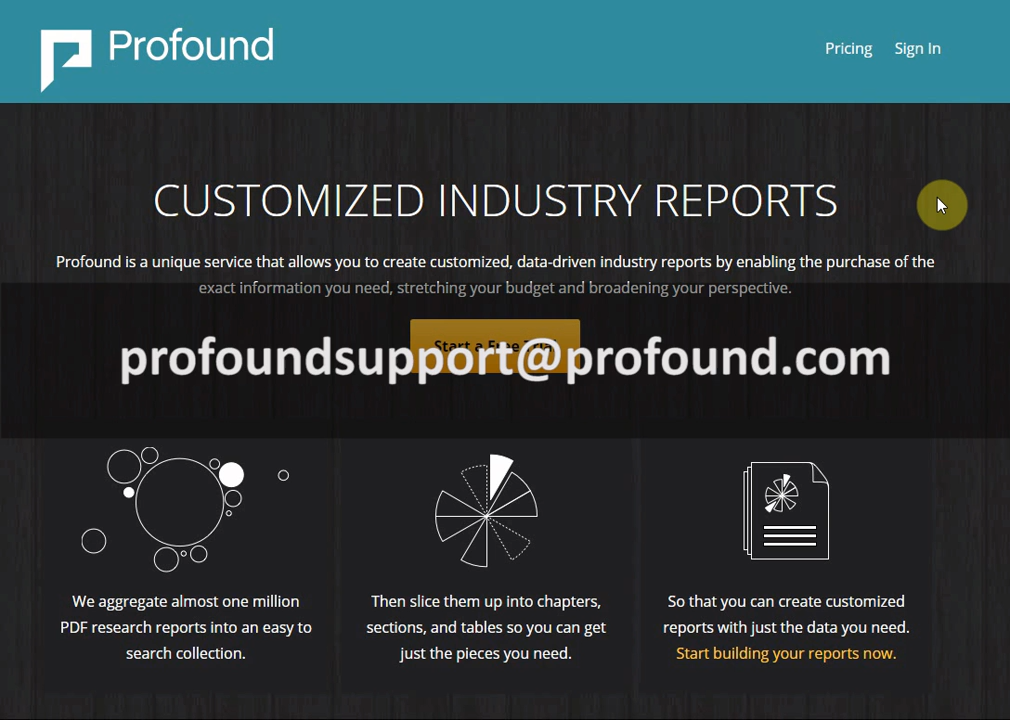 Profound
Pricing Sign In
CUSTOMIZED INDUSTRY REPORTS
Profound is a unique service that allows you to create customized, data-driven industry reports by enabling the purchase of the
exact information you need, stretching your budget and broadening your perspective.
Start a Free Trial
profoundsupport@profound.com
We aggregate almost one million
PDF research reports into an easy to
search collection.
Then slice them up into chapters,
sections, and tables so you can get
just the pieces you need.
So that you can create customized
reports with just the data you need.
Start building your reports now.